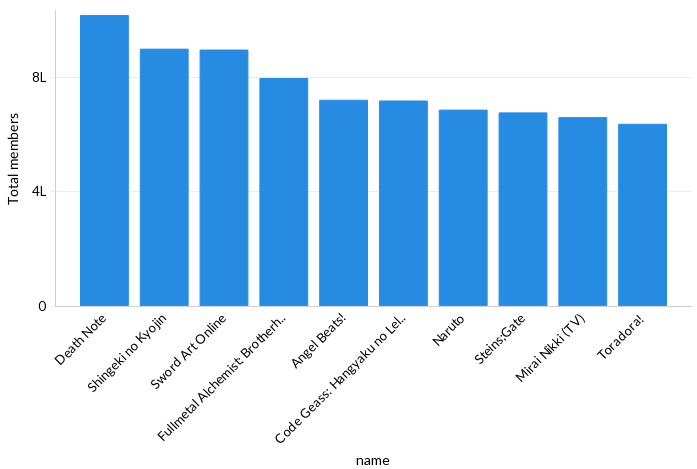 Total members
8L
4L
0
Death Note
Shingeki no Kyojin
Sword Art Online
Fullmetal Alchemist: Brotherh..
Angel Beats!
Code Geass: Hangyaku no Lel..
Naruto
Steins;Gate
Mirai Nikki (TV)
Toradora!
name